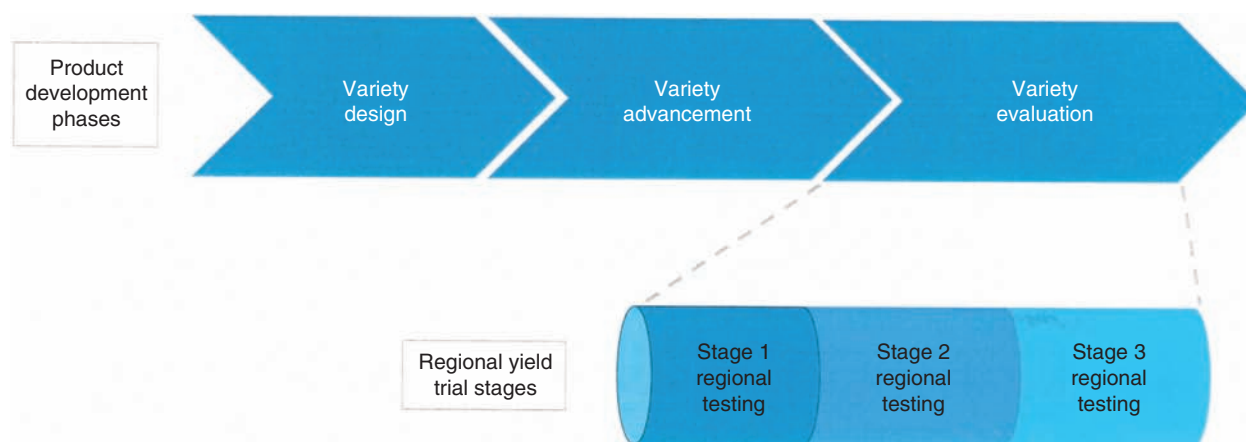 Product
development
phases
Variety
design
Variety
advancement
Variety
evaluation
Regional yield
trial stages
Stage 1
regional
testing
Stage 2
regional
testing
Stage 3
regional
testing